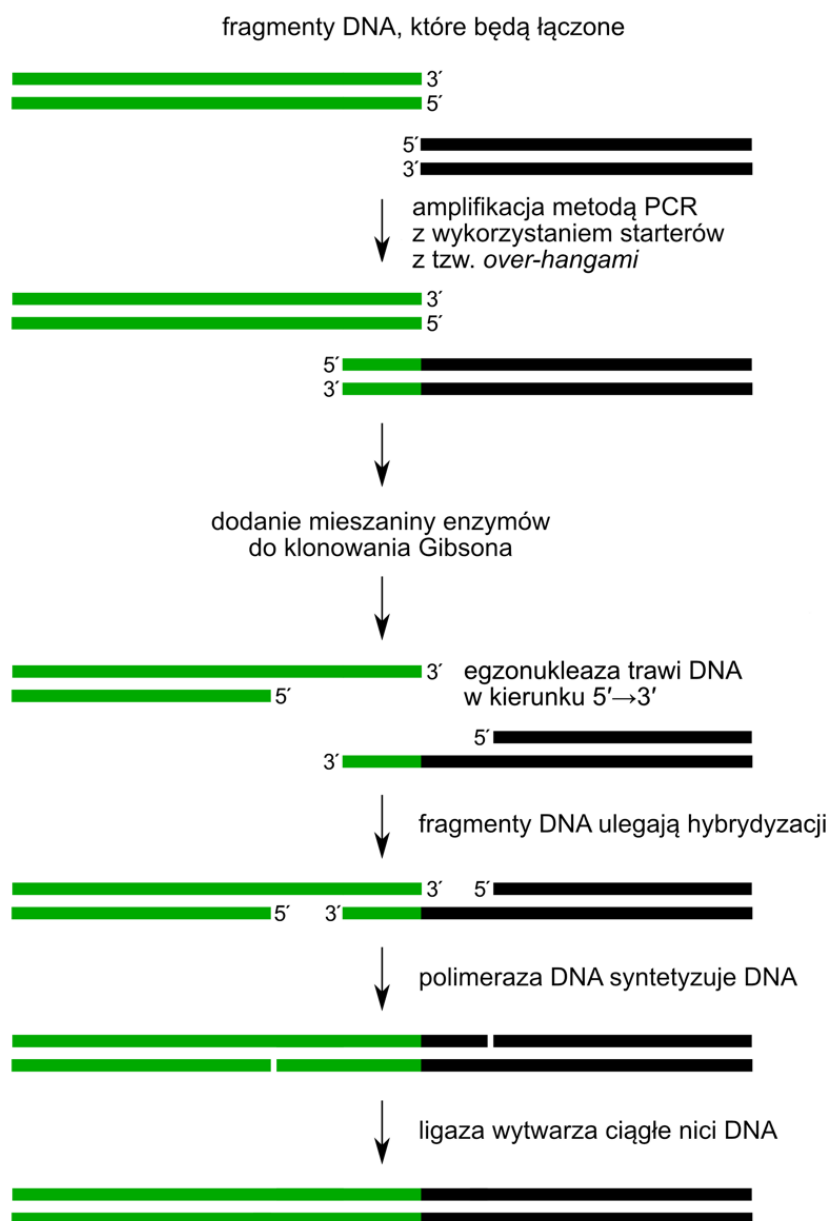 fragmenty DNA, które będą łączone
3´
5´
5´
3´
amplifikacja metodą PCR
z wykorzystaniem starterów
z tzw. over-hangami
3´
5´
5´
3´
dodanie mieszaniny enzymów
do klonowania Gibsona
3´ egzonukleaza trawi DNA
5´ w kierunku 5′→3′
5´
3´
fragmenty DNA ulegają hybrydyzacji
3´ 5´
5´ 3´
polimeraza DNA syntetyzuje DNA
ligaza wytwarza ciągłe nici DNA